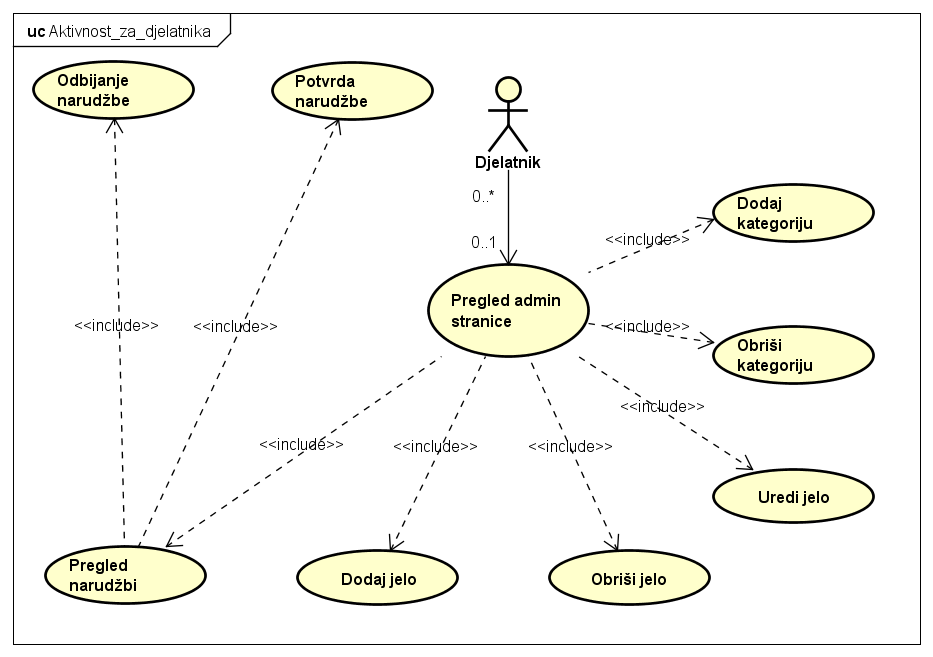 uc Aktivnost_za_djelatnika
Odbijanje
narudžbe
Potvrda
narudžbe
Djelatnik
0..*
0..1
Dodaj
kategoriju
<<include>>
Pregled admin
stranice
<<include>>
Obriši
kategoriju
<<include>>
<<include>>
<<include>>
<<include>>
<<include>>
<<include>>
Uredi jelo
Pregled
narudžbi
Dodaj jelo
Obriši jelo